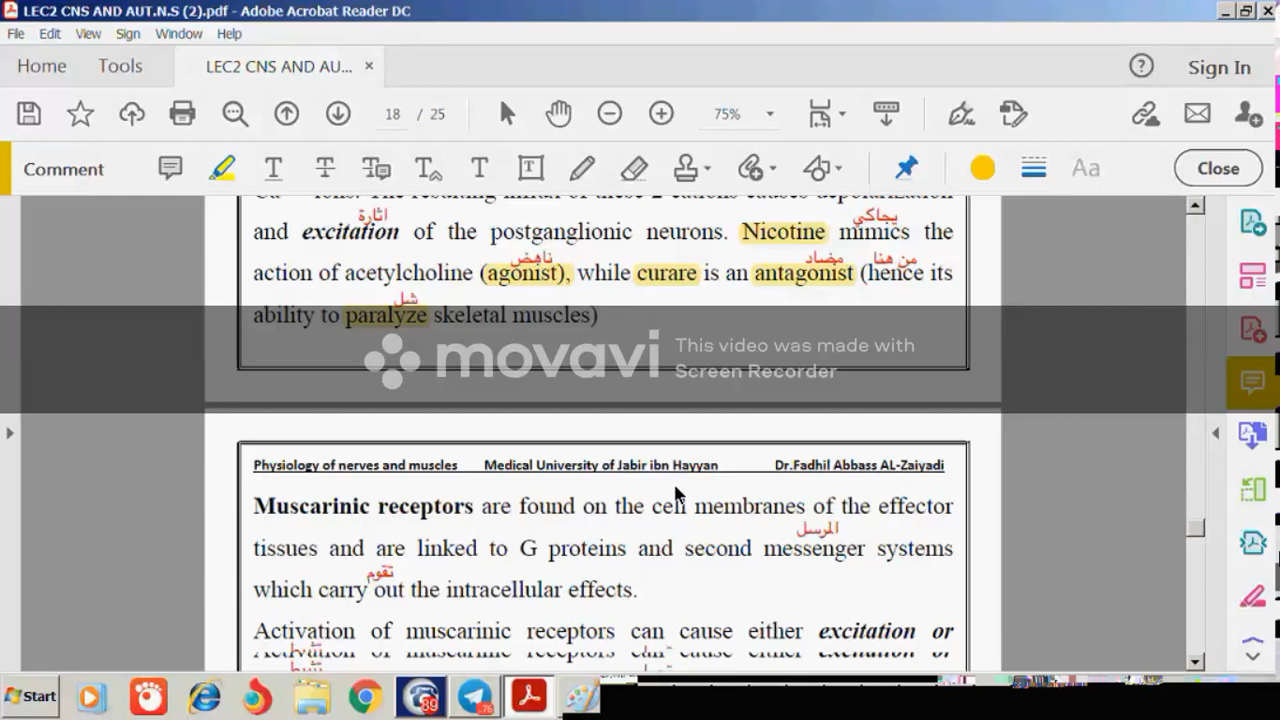 LEC2 CNS AND AUT.N.S (2).pdf - Adobe Acrobat Reader DC
File Edit View Sign Window Help
Home Tools LEC2 CNS AND AU... × Sign In
18 / 25 75%
Comment Close
and excitation of the postganglionic neurons. Nicotine mimics the
اثارة يحاكي
action of acetylcholine (agonist), while curare is an antagonist (hence its
ناهض مضاد من هنا
ability to paralyze skeletal muscles)
شل
movavi This video was made with
Screen Recorder
Physiology of nerves and muscles Medical University of Jabir ibn Hayyan Dr.Fadhil Abbass AL-Zaiyadi
Muscarinic receptors are found on the cell membranes of the effector
tissues and are linked to G proteins and second messenger systems
المرسل
which carry out the intracellular effects.
تقوم
Activation of muscarinic receptors can cause either excitation or
Start 89 76